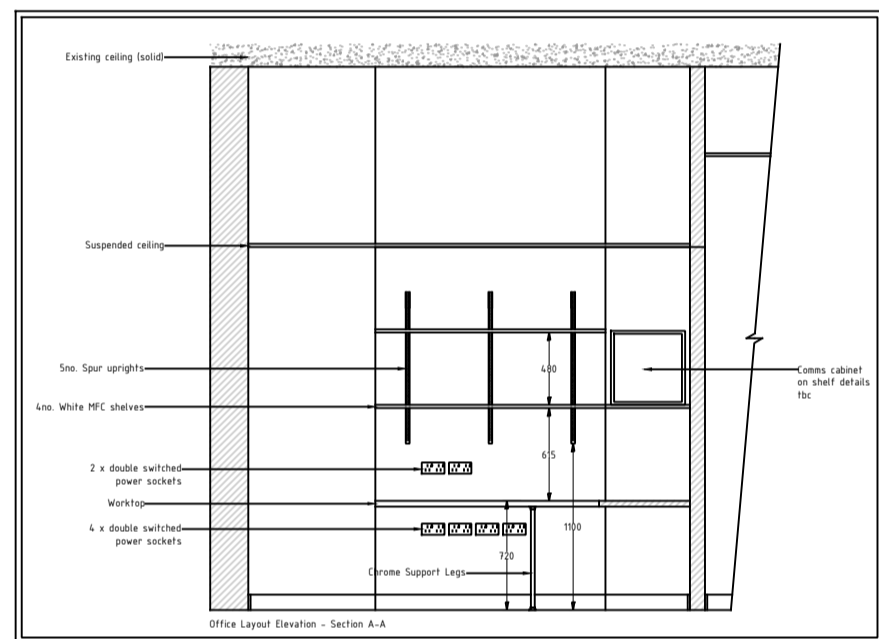 Existing ceiling (solid)
Suspended ceiling
5no. Spur uprights
480
Comms cabinet
on shelf details
tbc
4no. White MFC shelves
615
2 x double switched
power sockets
Worktop
4 x double switched
power sockets
1100
720
Chrome Support Legs
Office Layout Elevation - Section A-A